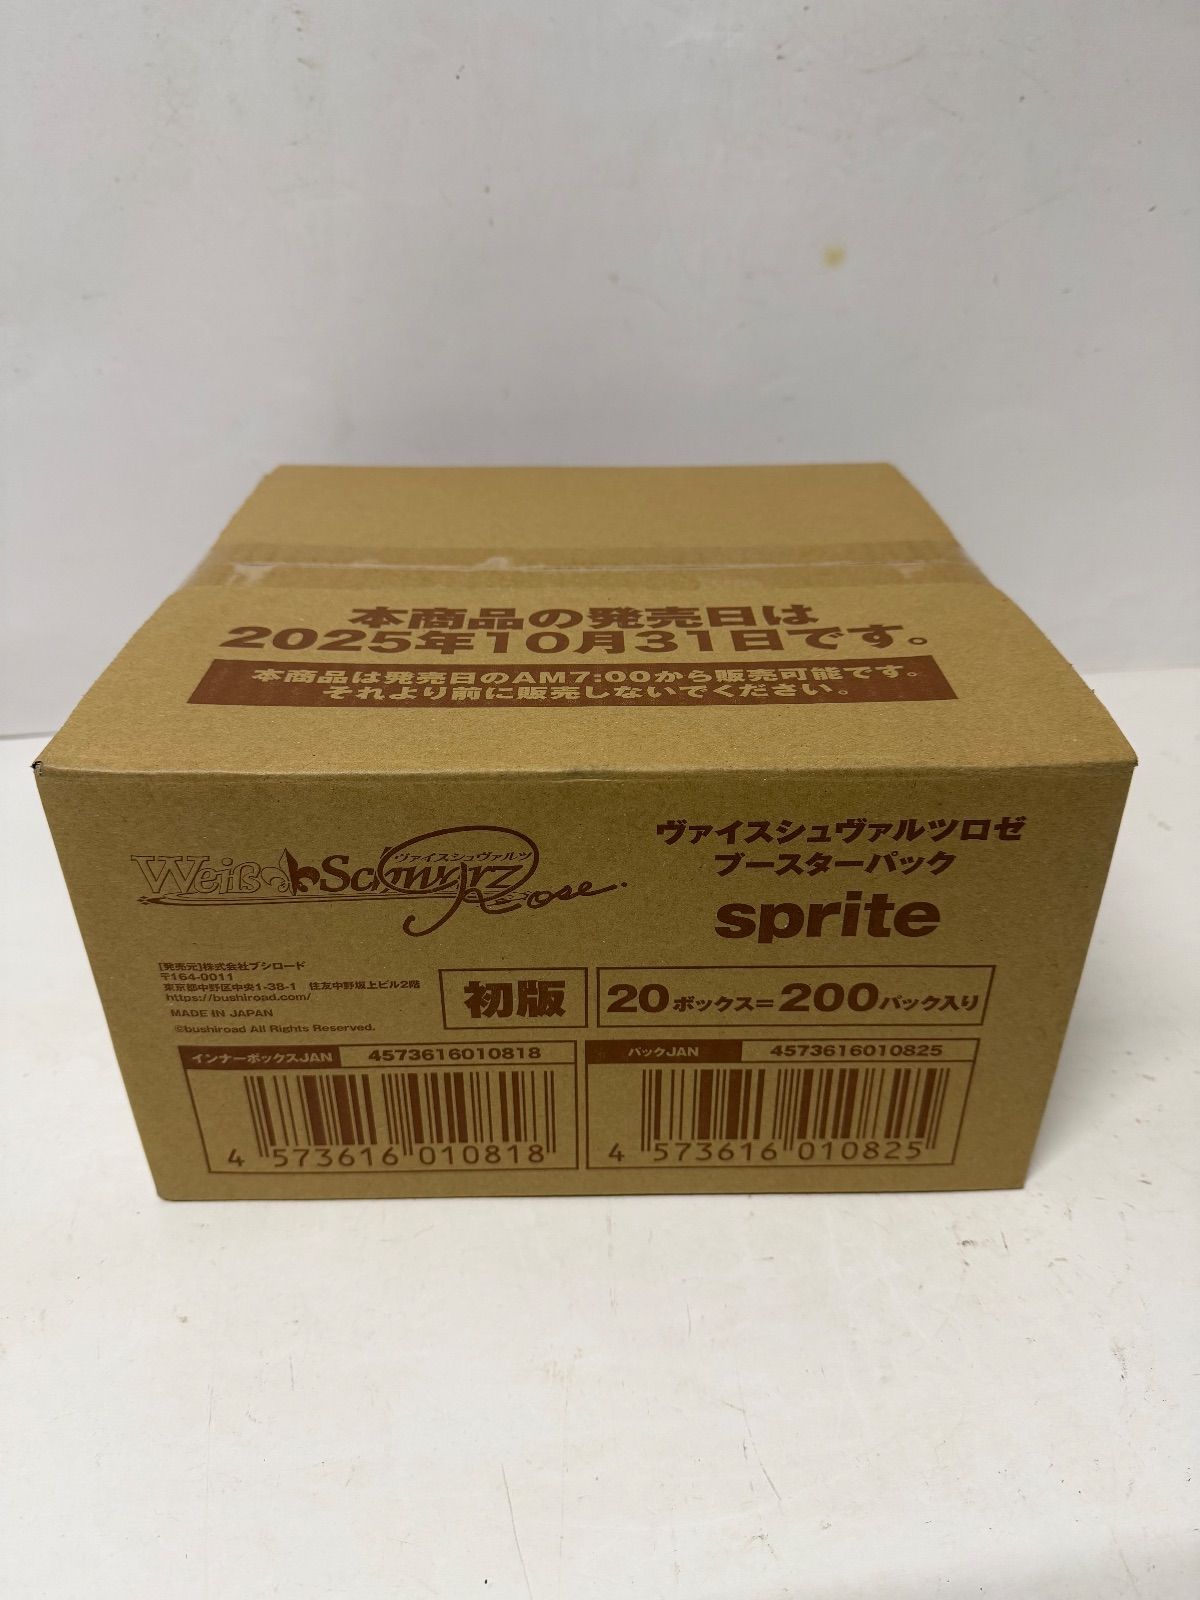 本商品の発売日は
2025年10月31日です。
本商品は発売日のAM7:00から販売可能です。
それより前に販売しないでください。
Weiß Schwarz
ヴァイスシュヴァルツ
Rose.
ヴァイスシュヴァルツロゼ
ブースターパック
sprite
[発売元]株式会社ブシロード
〒164-0011
東京都中野区中央1-38-1 住友中野坂上ビル2階
https://bushiroad.com/
MADE IN JAPAN
©bushiroad All Rights Reserved.
初版
20ボックス=200パック入り
インナーボックスJAN 4573616010818
4 573616 010818
パックJAN 4573616010825
4 573616 010825